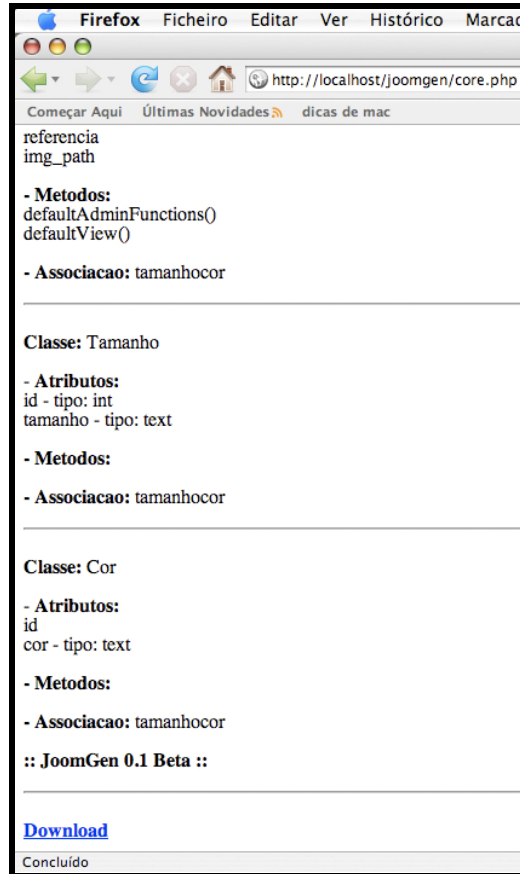 Firefox Ficheiro Editar Ver Histórico Marcad
http://localhost/joomgen/core.php
Começar Aqui Últimas Novidades dicas de mac
referencia
img_path
- Metodos:
defaultAdminFunctions()
defaultView()
- Associacao: tamanhocor
Classe: Tamanho
- Atributos:
id - tipo: int
tamanho - tipo: text
- Metodos:
- Associacao: tamanhocor
Classe: Cor
- Atributos:
id
cor - tipo: text
- Metodos:
- Associacao: tamanhocor
:: JoomGen 0.1 Beta ::
Download
Concluído